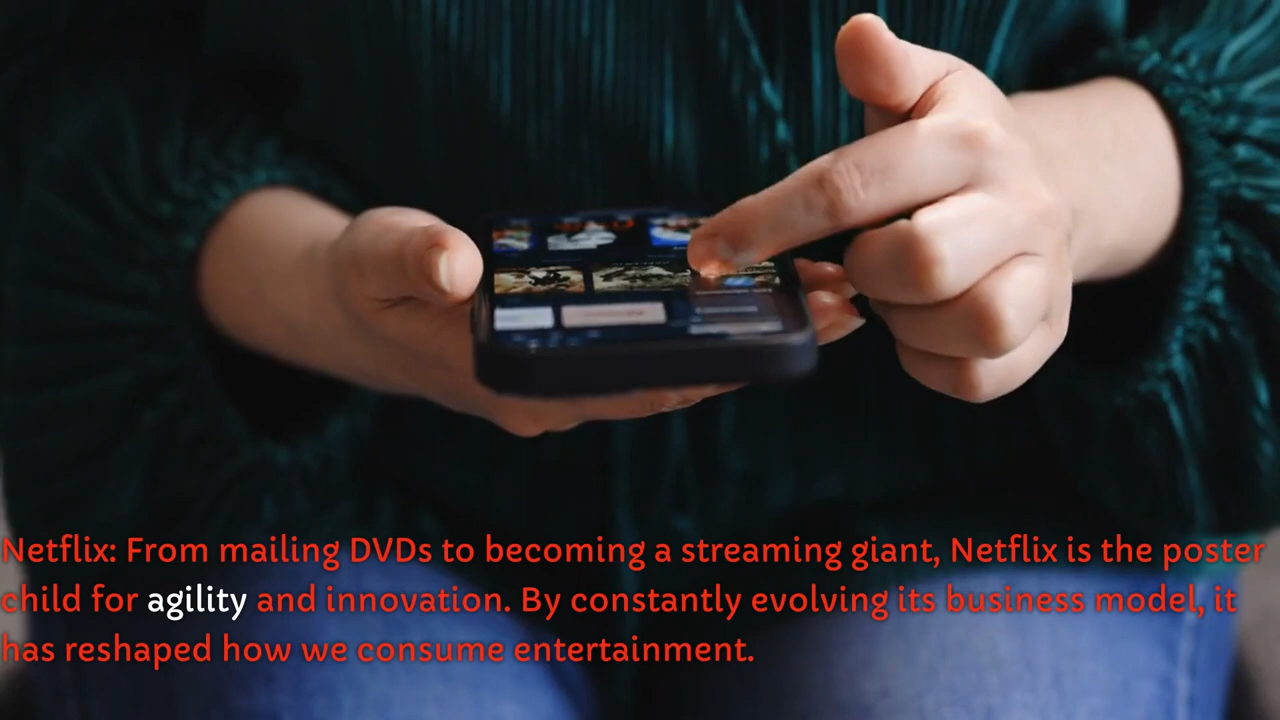 Netflix: From mailing DVDs to becoming a streaming giant, Netflix is the poster
child for agility and innovation. By constantly evolving its business model, it
has reshaped how we consume entertainment.